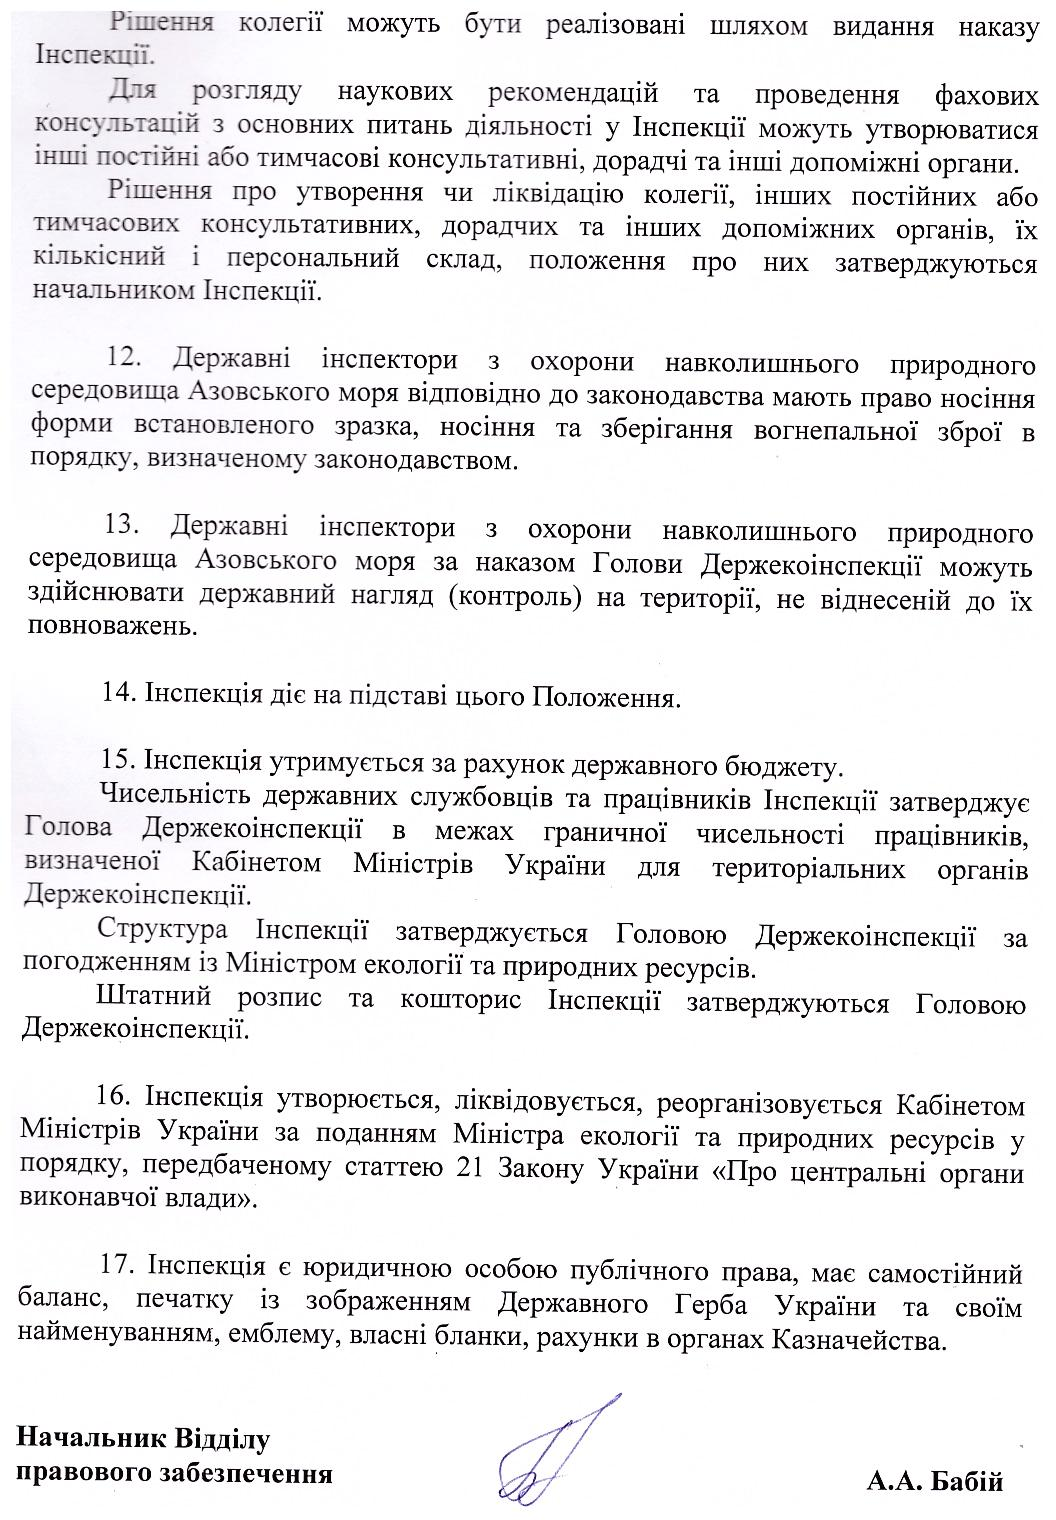 Рішення колегії можуть бути реалізовані шляхом видання наказу
Інспекції.
Для розгляду наукових рекомендацій та проведення фахових
консультацій з основних питань діяльності у Інспекції можуть утворюватися
інші постійні або тимчасові консультативні, дорадчі та інші допоміжні органи.
Рішення про утворення чи ліквідацію колегії, інших постійних або
тимчасових консультативних, дорадчих та інших допоміжних органів, їх
кількісний і персональний склад, положення про них затверджуються
начальником Інспекції.
12. Державні інспектори з охорони навколишнього природного
середовища Азовського моря відповідно до законодавства мають право носіння
форми встановленого зразка, носіння та зберігання вогнепальної зброї в
порядку, визначеному законодавством.
13. Державні інспектори з охорони навколишнього природного
середовища Азовського моря за наказом Голови Держекоінспекції можуть
здійснювати державний нагляд (контроль) на території, не віднесеній до їх
повноважень.
14. Інспекція діє на підставі цього Положення.
15. Інспекція утримується за рахунок державного бюджету.
Чисельність державних службовців та працівників Інспекції затверджує
Голова Держекоінспекції в межах граничної чисельності працівників,
визначеної Кабінетом Міністрів України для територіальних органів
Держекоінспекції.
Структура Інспекції затверджується Головою Держекоінспекції за
погодженням із Міністром екології та природних ресурсів.
Штатний розпис та кошторис Інспекції затверджуються Головою
Держекоінспекції.
16. Інспекція утворюється, ліквідовується, реорганізовується Кабінетом
Міністрів України за поданням Міністра екології та природних ресурсів у
порядку, передбаченому статтею 21 Закону України «Про центральні органи
виконавчої влади».
17. Інспекція є юридичною особою публічного права, має самостійний
баланс, печатку із зображенням Державного Герба України та своїм
найменуванням, емблему, власні бланки, рахунки в органах Казначейства.
Начальник Відділу
правового забезпечення
А.А. Бабій